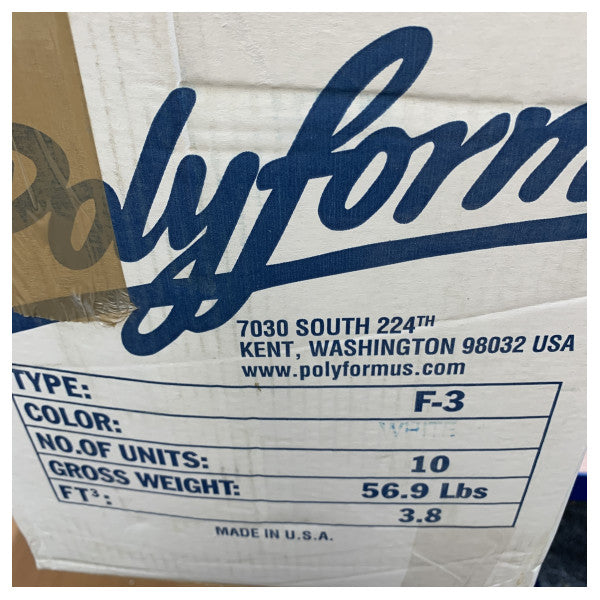 Polyform
7030 SOUTH 224TH
KENT, WASHINGTON 98032 USA
www.polyformus.com
TYPE: F-3
COLOR: WHITE
NO.OF UNITS: 10
GROSS WEIGHT: 56.9 Lbs
FT³: 3.8
MADE IN U.S.A.